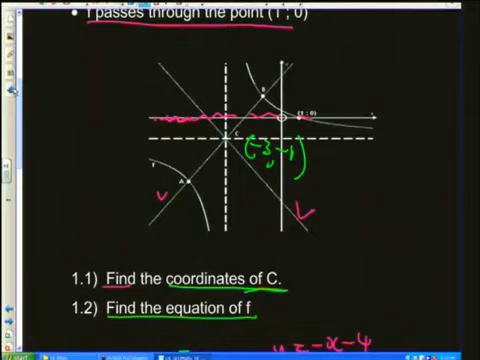 • f passes through the point (1 ; 0)
B
(1 ; 0)
C
(-3, -1)
f
A
1.1) Find the coordinates of C.
1.2) Find the equation of f
y = -x - 4
start